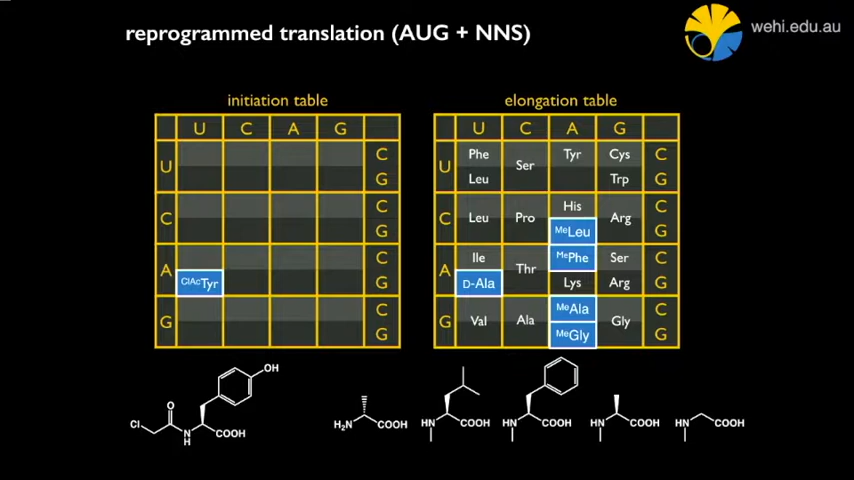 reprogrammed translation (AUG + NNS)
wehi.edu.au
initiation table
U C A G
U C
G
C C
G
A C
ClAcTyr G
G C
G
elongation table
U C A G
U Phe Ser Tyr Cys C
Leu Trp G
C Leu Pro His Arg C
MeLeu G
A Ile Thr MePhe Ser C
D-Ala Lys Arg G
G Val Ala MeAla Gly C
MeGly G
OH
O
Cl
N
H
COOH
H2N COOH
HN COOH
HN COOH
HN COOH
HN COOH